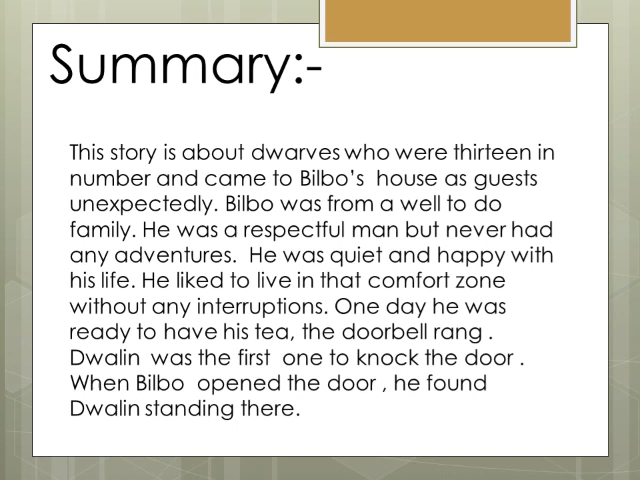 Summary:-
This story is about dwarves who were thirteen in
number and came to Bilbo’s  house as guests
unexpectedly. Bilbo was from a well to do
family. He was a respectful man but never had
any adventures.  He was quiet and happy with
his life. He liked to live in that comfort zone
without any interruptions. One day he was
ready to have his tea, the doorbell rang .
Dwalin  was the first  one to knock the door .
When Bilbo  opened the door , he found
Dwalin standing there.